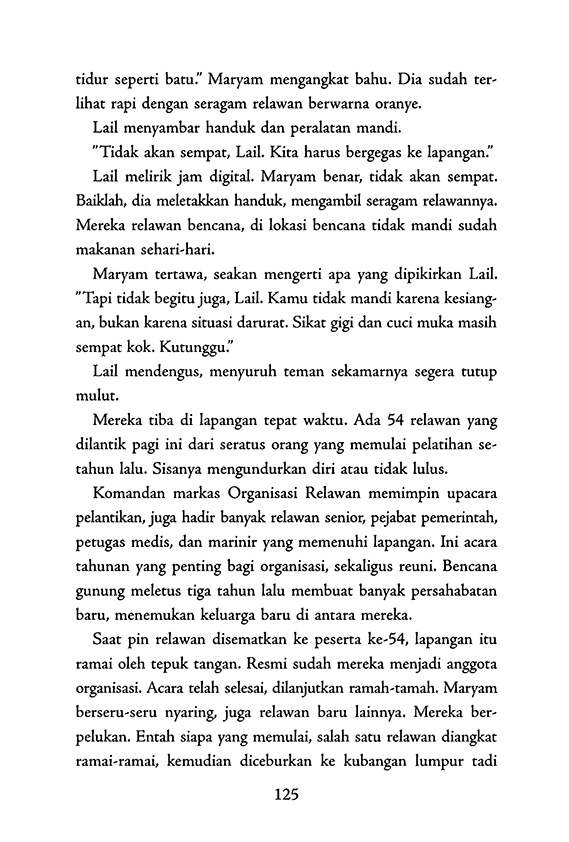 tidur seperti batu." Maryam mengangkat bahu. Dia sudah ter-
lihat rapi dengan seragam relawan berwarna oranye.
Lail menyambar handuk dan peralatan mandi.
"Tidak akan sempat, Lail. Kita harus bergegas ke lapangan."
Lail melirik jam digital. Maryam benar, tidak akan sempat.
Baiklah, dia meletakkan handuk, mengambil seragam relawannya.
Mereka relawan bencana, di lokasi bencana tidak mandi sudah
makanan sehari-hari.
Maryam tertawa, seakan mengerti apa yang dipikirkan Lail.
"Tapi tidak begitu juga, Lail. Kamu tidak mandi karena kesiang-
an, bukan karena situasi darurat. Sikat gigi dan cuci muka masih
sempat kok. Kutunggu."
Lail mendengus, menyuruh teman sekamarnya segera tutup
mulut.
Mereka tiba di lapangan tepat waktu. Ada 54 relawan yang
dilantik pagi ini dari seratus orang yang memulai pelatihan se-
tahun lalu. Sisanya mengundurkan diri atau tidak lulus.
Komandan markas Organisasi Relawan memimpin upacara
pelantikan, juga hadir banyak relawan senior, pejabat pemerintah,
petugas medis, dan marinir yang memenuhi lapangan. Ini acara
tahunan yang penting bagi organisasi, sekaligus reuni. Bencana
gunung meletus tiga tahun lalu membuat banyak persahabatan
baru, menemukan keluarga baru di antara mereka.
Saat pin relawan disematkan ke peserta ke-54, lapangan itu
ramai oleh tepuk tangan. Resmi sudah mereka menjadi anggota
organisasi. Acara telah selesai, dilanjutkan ramah-tamah. Maryam
berseru-seru nyaring, juga relawan baru lainnya. Mereka ber-
pelukan. Entah siapa yang memulai, salah satu relawan diangkat
ramai-ramai, kemudian diceburkan ke kubangan lumpur tadi
125